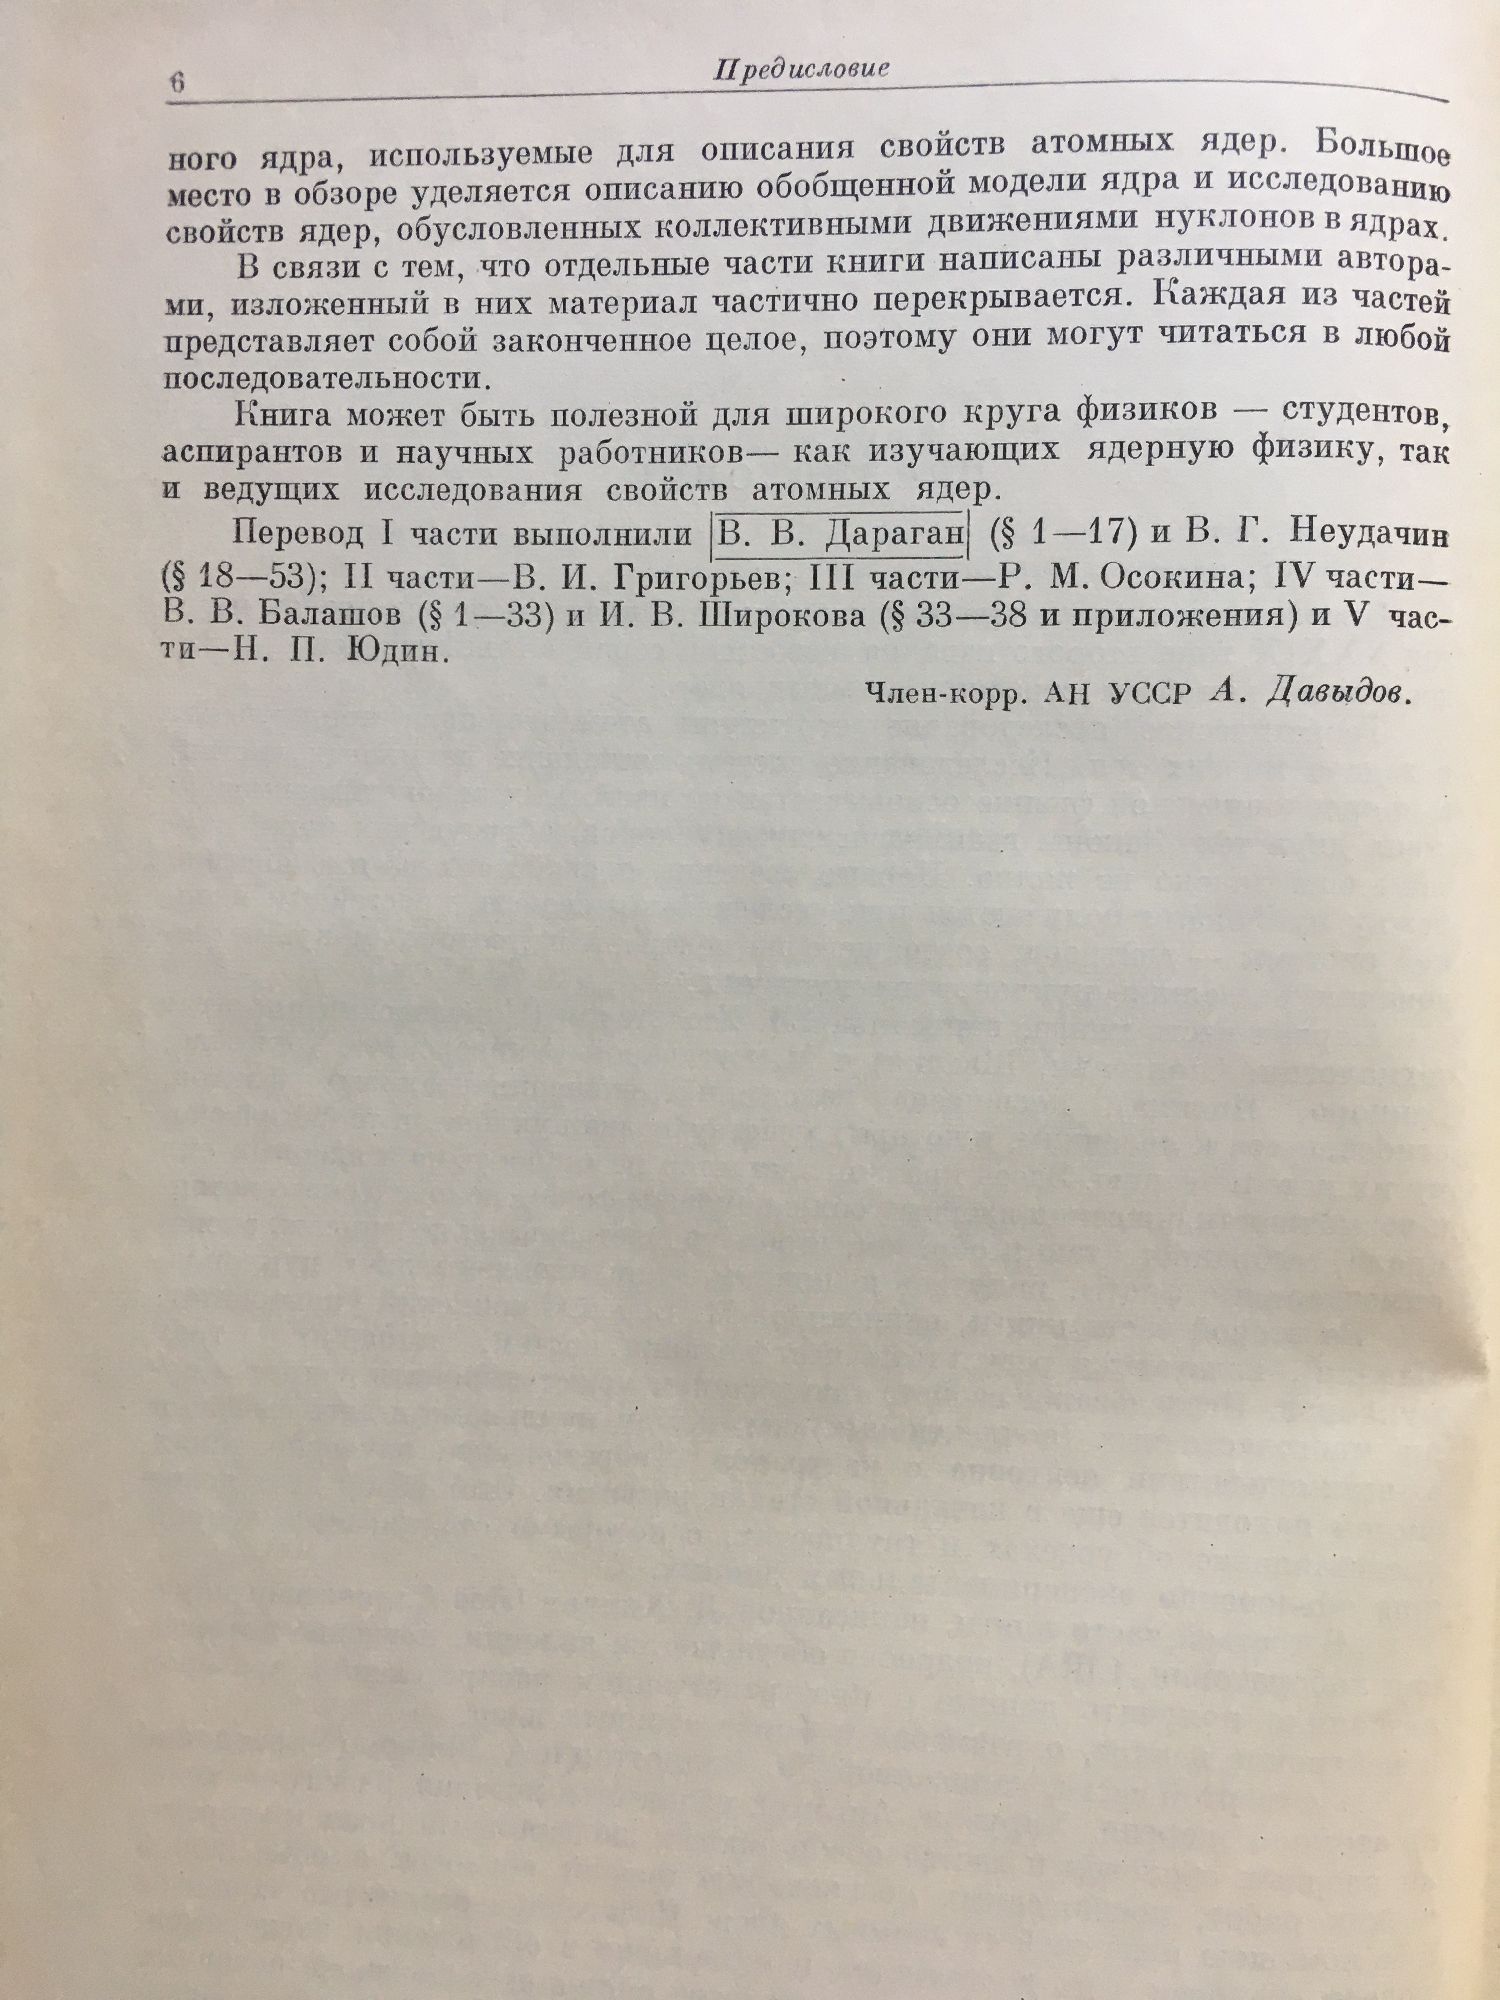 6
Предисловие
ного ядра, используемые для описания свойств атомных ядер. Большое
место в обзоре уделяется описанию обобщенной модели ядра и исследованию
свойств ядер, обусловленных коллективными движениями нуклонов в ядрах.
В связи с тем, что отдельные части книги написаны различными автора-
ми, изложенный в них материал частично перекрывается. Каждая из частей
представляет собой законченное целое, поэтому они могут читаться в любой
последовательности.
Книга может быть полезной для широкого круга физиков — студентов,
аспирантов и научных работников— как изучающих ядерную физику, так
и ведущих исследования свойств атомных ядер.
Перевод I части выполнили В. В. Дараган (§ 1—17) и В. Г. Неудачин
(§ 18—53); II части—В. И. Григорьев; III части—Р. М. Осокина; IV части—
В. В. Балашов (§ 1—33) и И. В. Широкова (§ 33—38 и приложения) и V час-
ти—Н. П. Юдин.
Член-корр. АН УССР А. Давыдов.